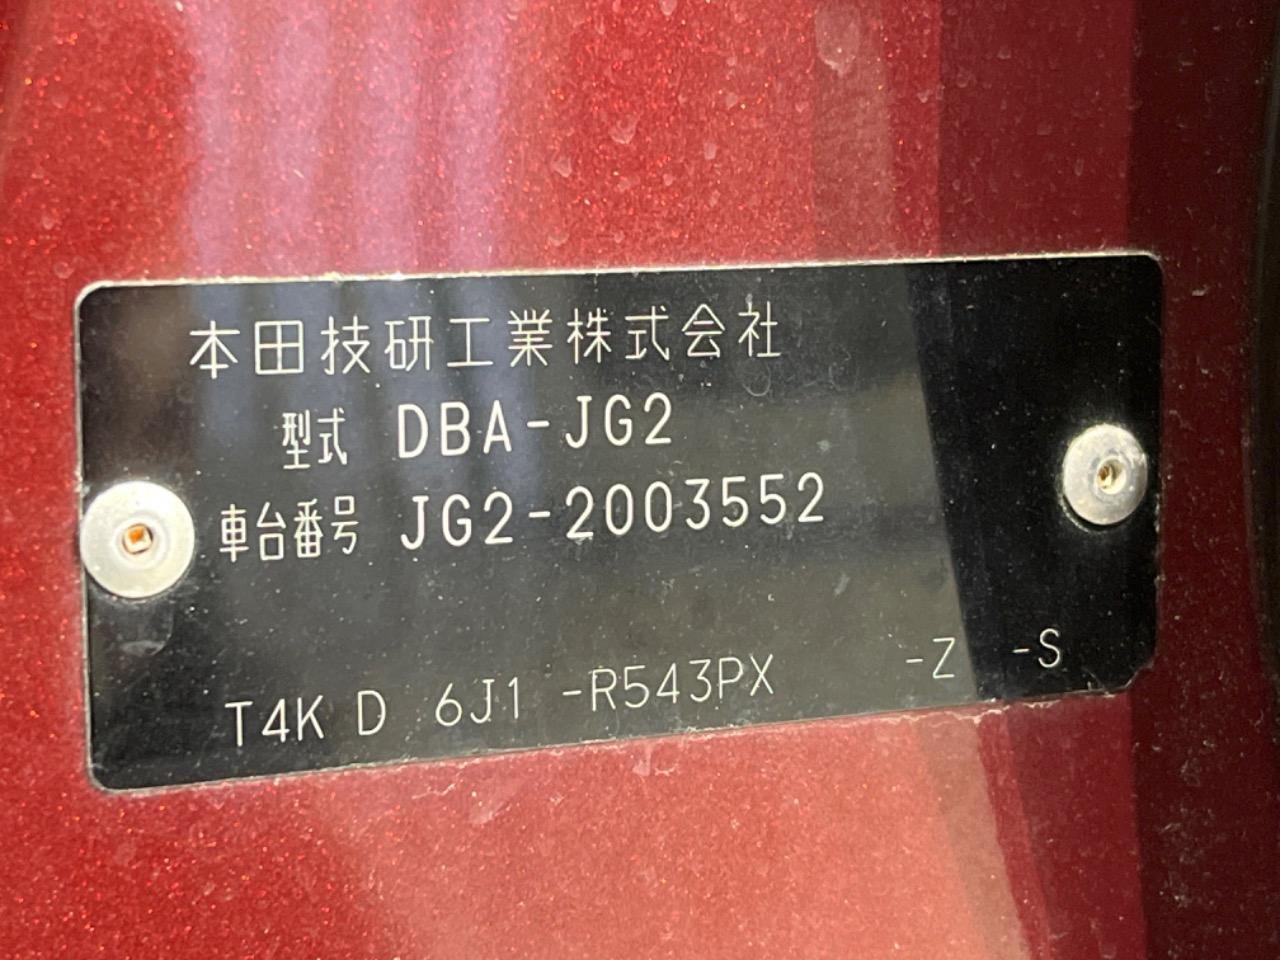 本田技研工業株式会社
型式 DBA-JG2
車台番号 JG2-2003552
T4K D 6J1 -R543PX -Z -S